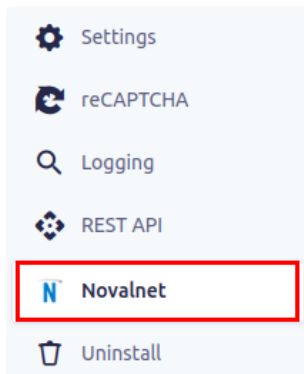 Settings
reCAPTCHA
Logging
REST API
N Novalnet
Uninstall